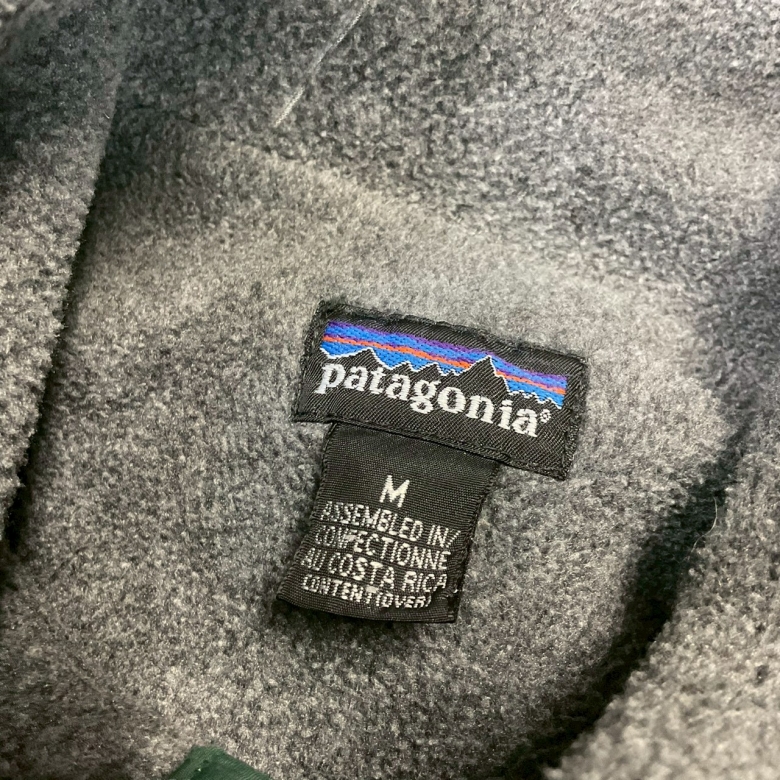 patagonia®
M
ASSEMBLED IN/
CONFECTIONNE
AU COSTA RICA
CONTENT(OVER)